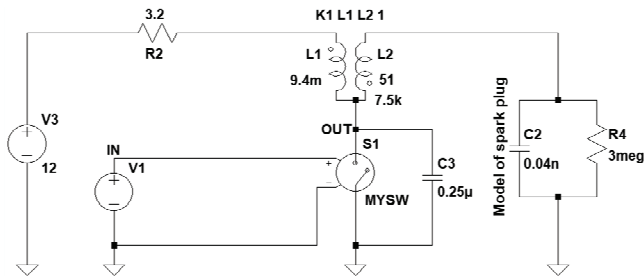 K1 L1 L2 1
3.2
R2
L1
L2
9.4m
51
7.5k
V3
12
OUT
S1
IN
V1
+
MYSW
C3
0.25µ
Model of spark plug
C2
0.04n
R4
3meg